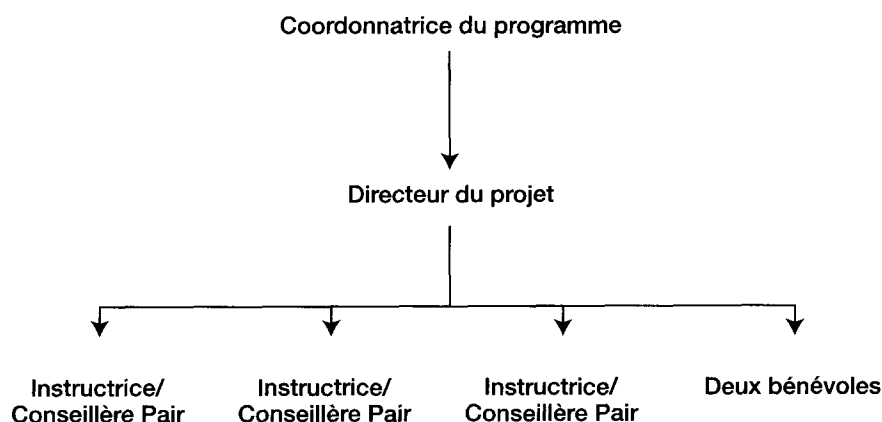 Coordonnatrice du programme
Directeur du projet
Instructrice/
Conseillère Pair
Instructrice/
Conseillère Pair
Instructrice/
Conseillère Pair
Deux bénévoles